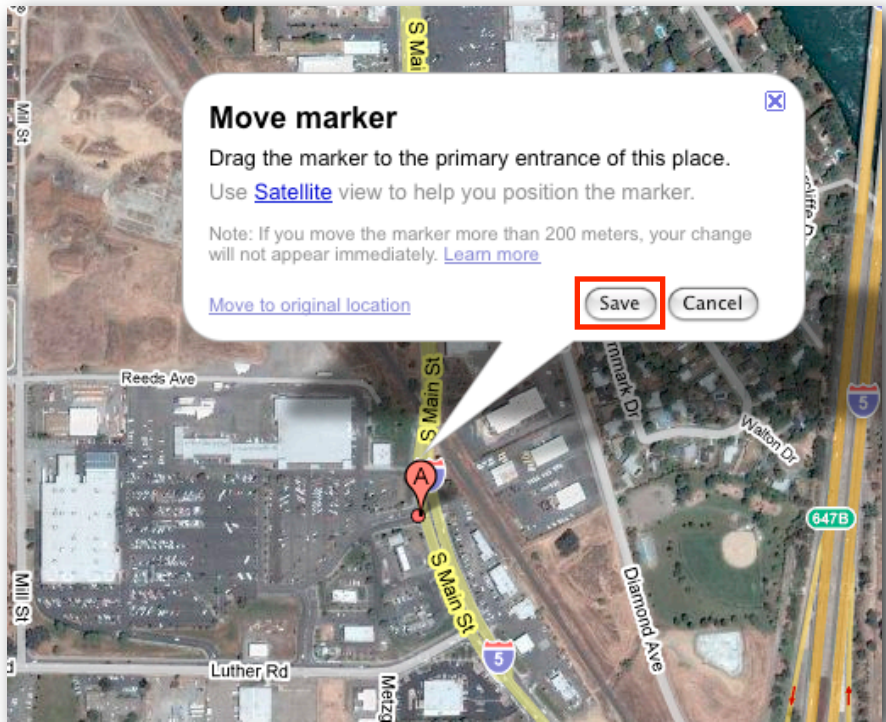 S Mai
Mill St
Move marker
Drag the marker to the primary entrance of this place.
Use Satellite view to help you position the marker.
Note: If you move the marker more than 200 meters, your change
will not appear immediately. Learn more
Move to original location
Save
Cancel
Reeds Ave
S Main St
5
Walton Dr
A
647B
Mill St
S Main St
Diamond Ave
5
Luther Rd
Metzg